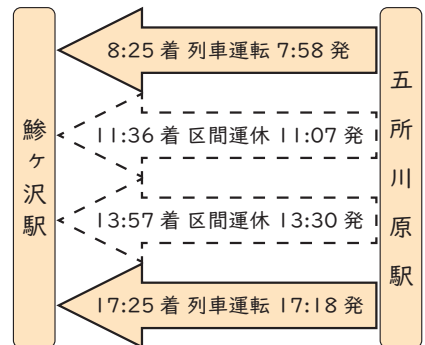 鰺ヶ沢駅
8:25 着 列車運転 7:58 発
11:36 着 区間運休 11:07 発
13:57 着 区間運休 13:30 発
17:25 着 列車運転 17:18 発
五所川原駅